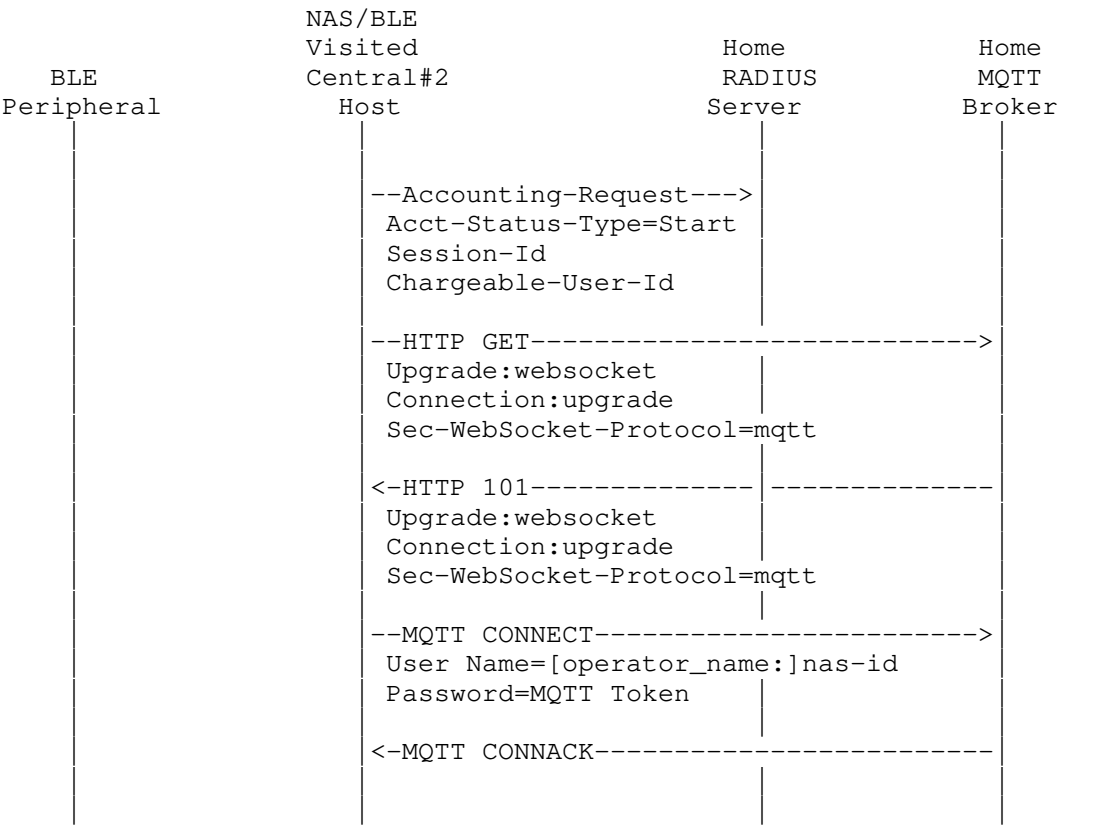 NAS/BLE
Visited Home Home
BLE Central#2 RADIUS MQTT
Peripheral Host Server Broker
--Accounting-Request--->
Acct-Status-Type=Start
Session-Id
Chargeable-User-Id
--HTTP GET---------------------------->
Upgrade:websocket
Connection:upgrade
Sec-WebSocket-Protocol=mqtt
<-HTTP 101--------------|--------------
Upgrade:websocket
Connection:upgrade
Sec-WebSocket-Protocol=mqtt
--MQTT CONNECT------------------------>
User Name=[operator_name:]nas-id
Password=MQTT Token
<-MQTT CONNACK-------------------------